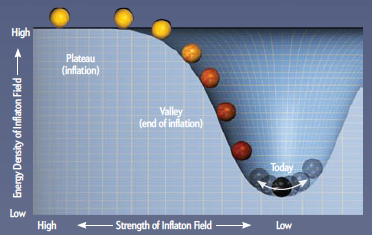 High
Plateau
(inflation)
Valley
(end of inflation)
Today
Energy Density of Inflaton Field
Low
High
Strength of Inflaton Field
Low